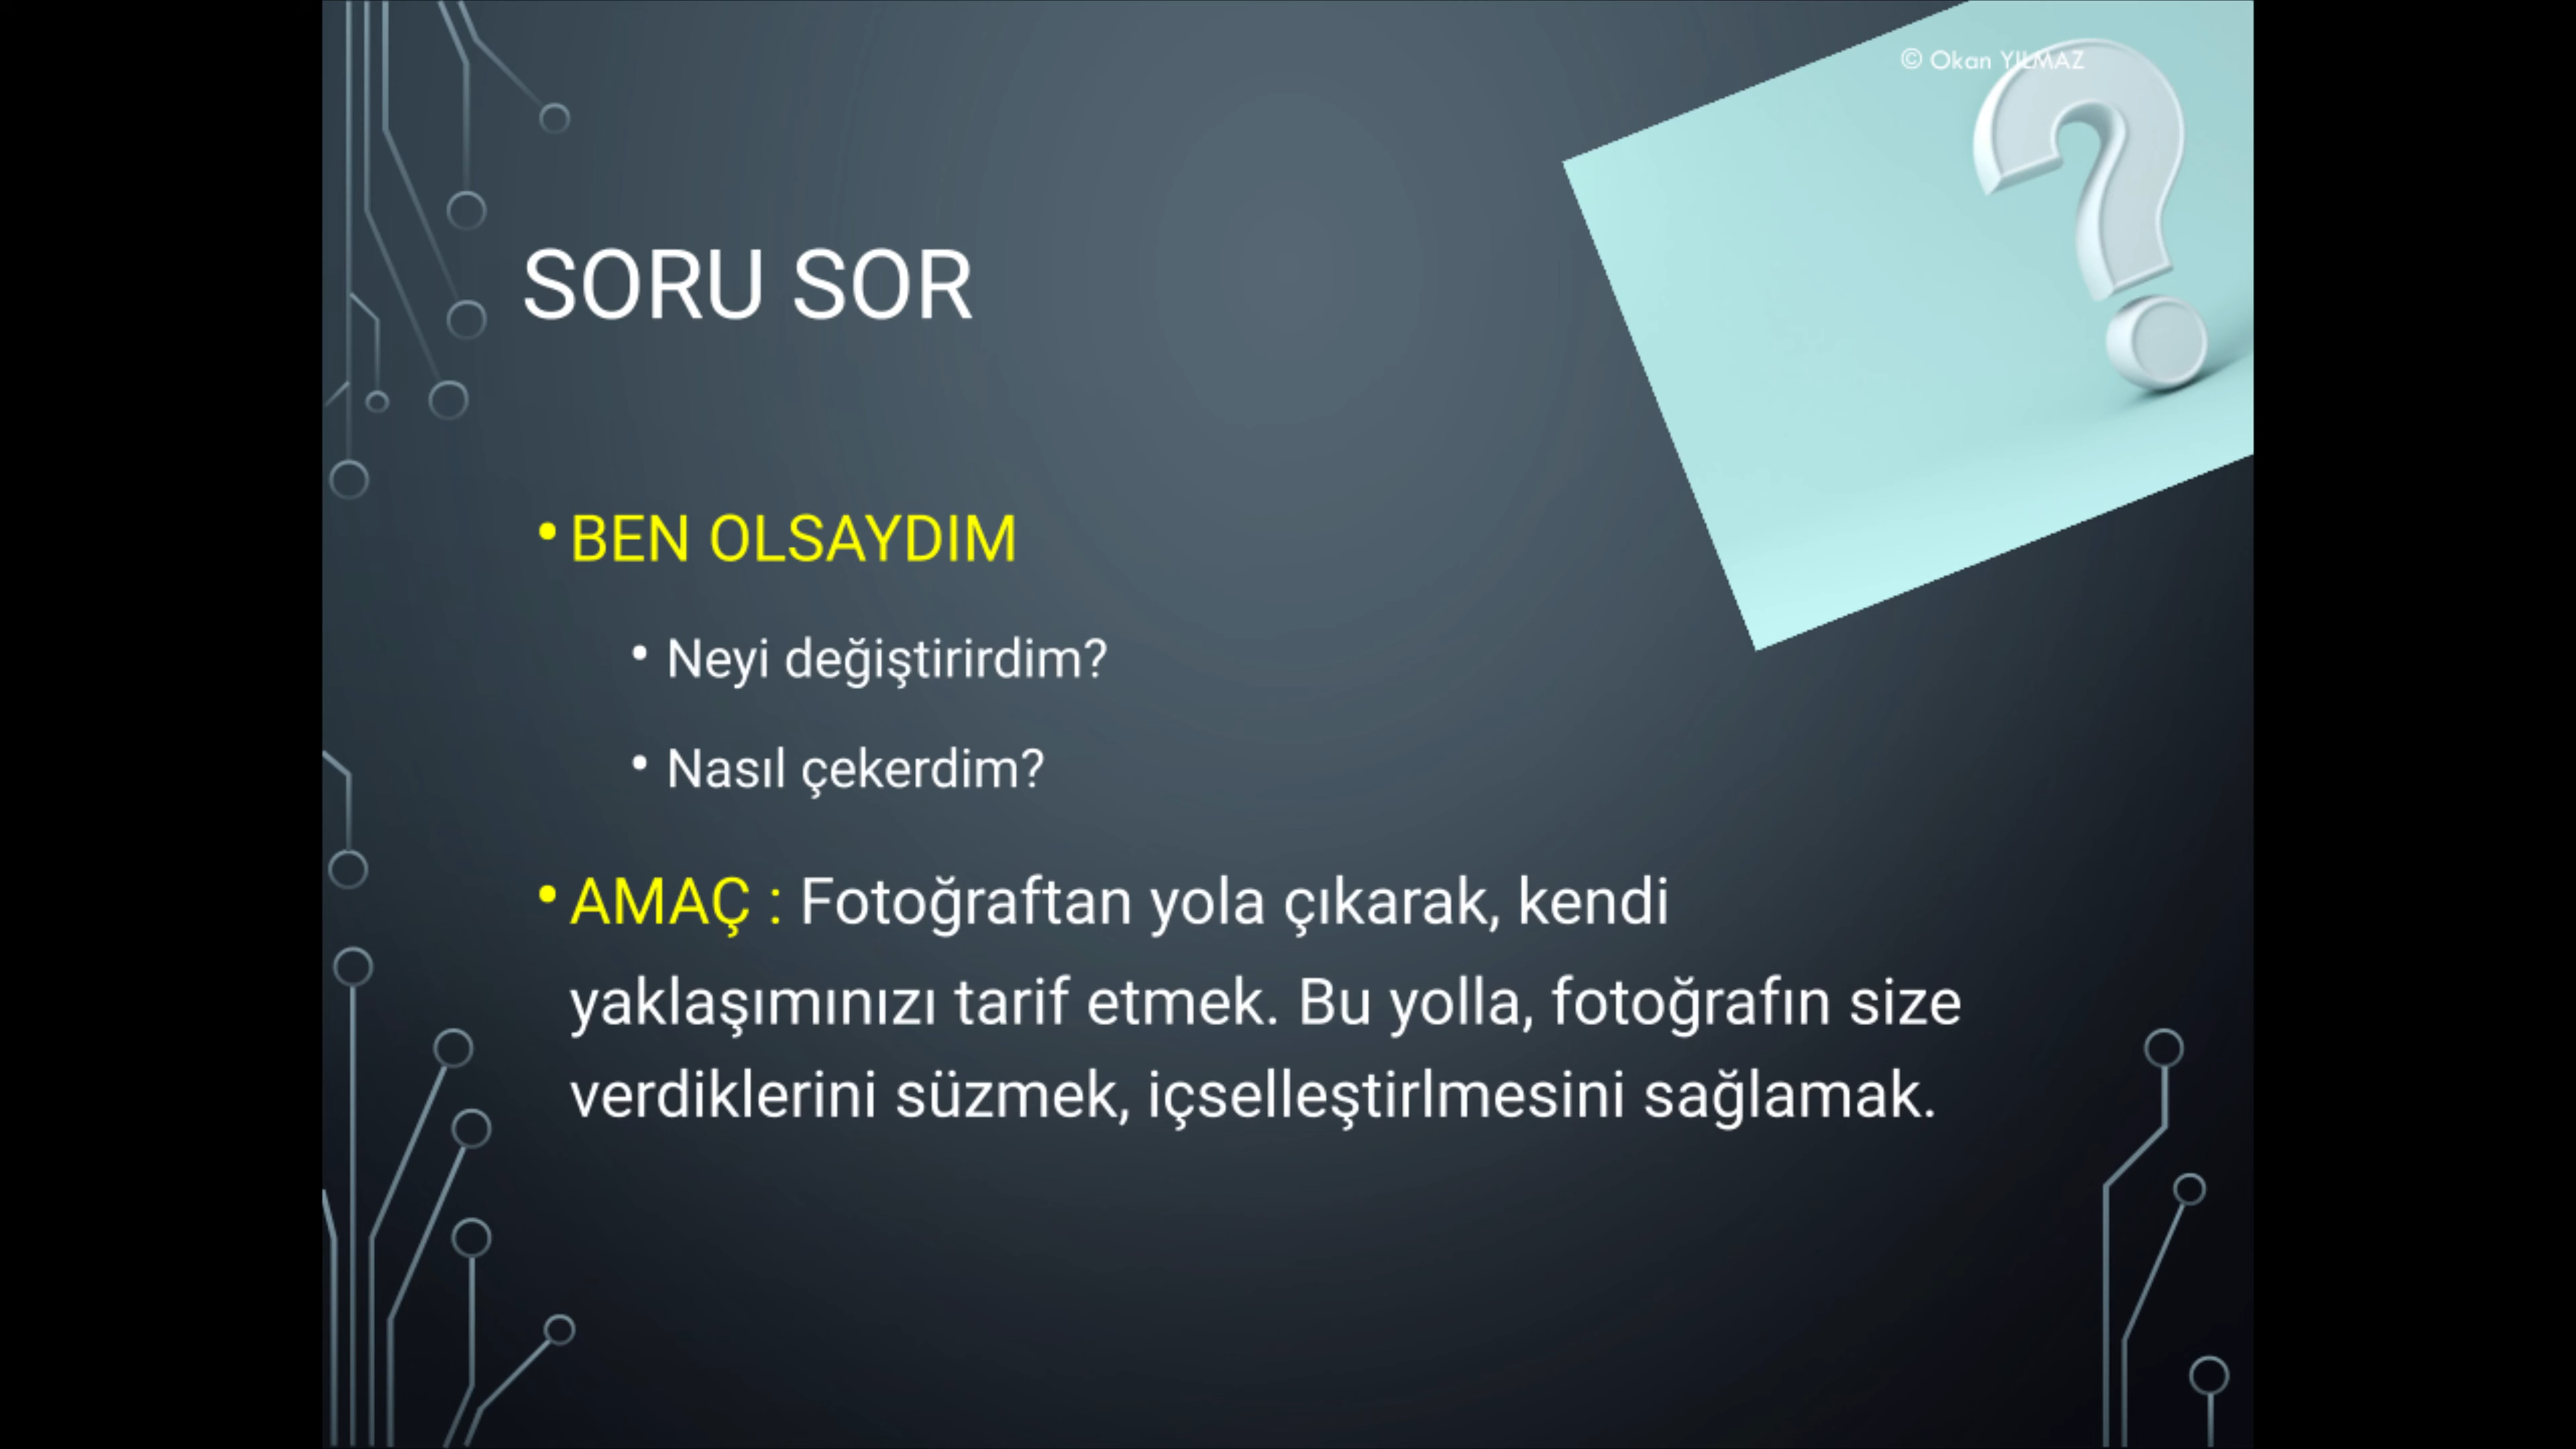 © Okan YILMAZ
SORU SOR
• BEN OLSAYDIM
• Neyi değiştirirdim?
• Nasıl çekerdim?
• AMAÇ : Fotoğraftan yola çıkarak, kendi
yaklaşımınızı tarif etmek. Bu yolla, fotoğrafın size
verdiklerini süzmek, içselleştirlmesini sağlamak.